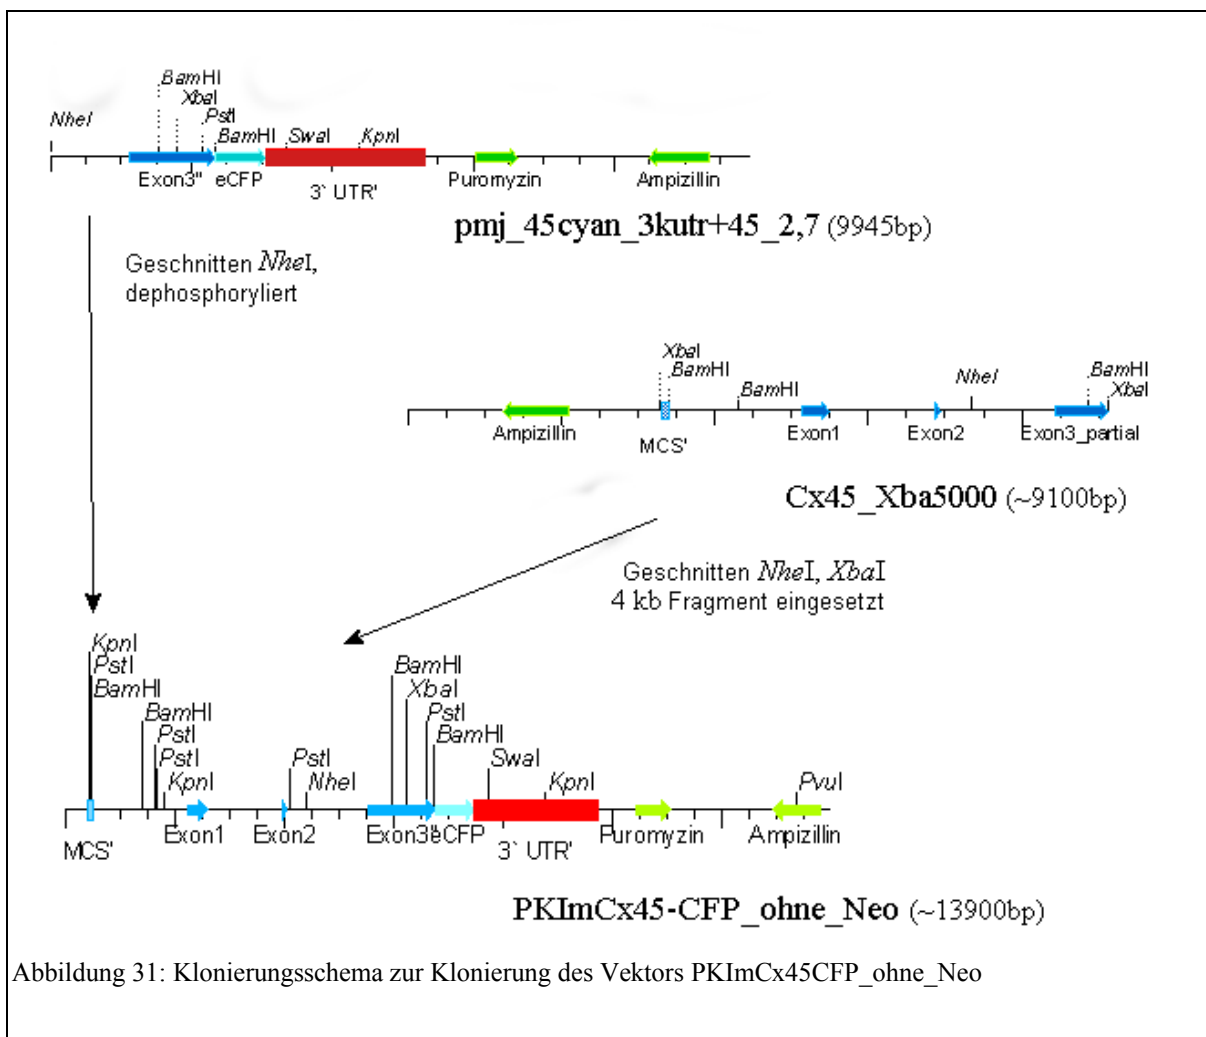 BamHI
XbaI
NheI
PstI
BamHI SwaI KpnI
Exon3" eCFP
3` UTR'
Puromyzin
Ampizillin
pmj_45cyan_3kutr+45_2,7 (9945bp)
Geschnitten NheI,
dephosphoryliert
XbaI
BamHI
BamHI
NheI
BamHI
XbaI
Ampizillin
MCS'
Exon1
Exon2
Exon3_partial
Cx45_Xba5000 (~9100bp)
Geschnitten NheI, XbaI
4 kb Fragment eingesetzt
KpnI
PstI
BamHI
BamHI
PstI
PstI
KpnI
PstI
NheI
BamHI
XbaI
PstI
BamHI
SwaI
KpnI
PvuI
MCS'
Exon1
Exon2
Exon3" eCFP
3` UTR'
Puromyzin
Ampizillin
PKImCx45-CFP_ohne_Neo (~13900bp)
Abbildung 31: Klonierungsschema zur Klonierung des Vektors PKImCx45CFP_ohne_Neo